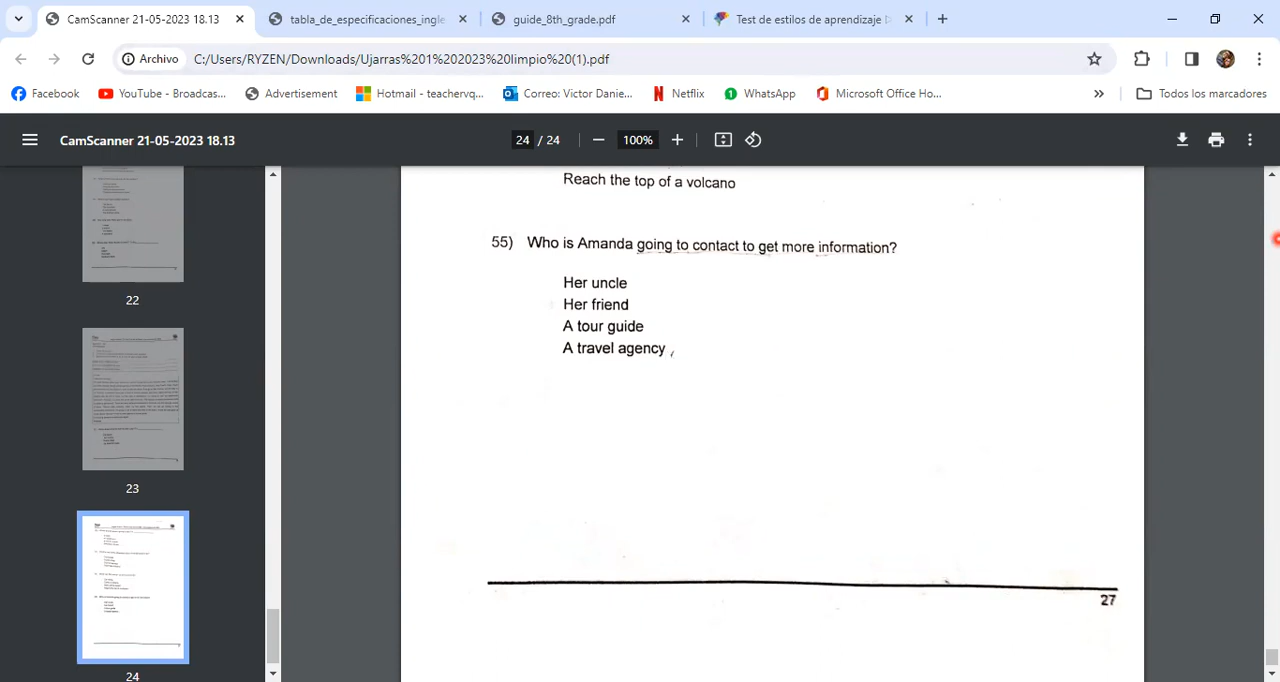 CamScanner 21-05-2023 18.13
tabla_de_especificaciones_ingle
guide_8th_grade.pdf
Test de estilos de aprendizaje
Archivo
C:/Users/RYZEN/Downloads/Ujarras%201%202023%20limpio%20(1).pdf
Facebook
YouTube - Broadcas...
Advertisement
Hotmail - teachervq...
Correo: Victor Danie...
Netflix
WhatsApp
Microsoft Office Ho...
»
Todos los marcadores
CamScanner 21-05-2023 18.13
24 / 24
100%
22
23
24
Reach the top of a volcano
55) Who is Amanda going to contact to get more information?
Her uncle
Her friend
A tour guide
A travel agency
27